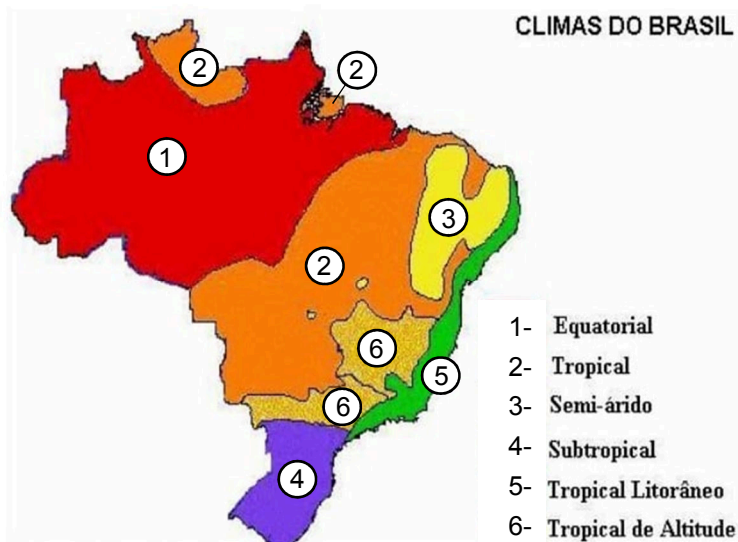 CLIMAS DO BRASIL
2
2
1
3
2
6
5
6
4
1- Equatorial
2- Tropical
3- Semi-árido
4- Subtropical
5- Tropical Litorâneo
6- Tropical de Altitude